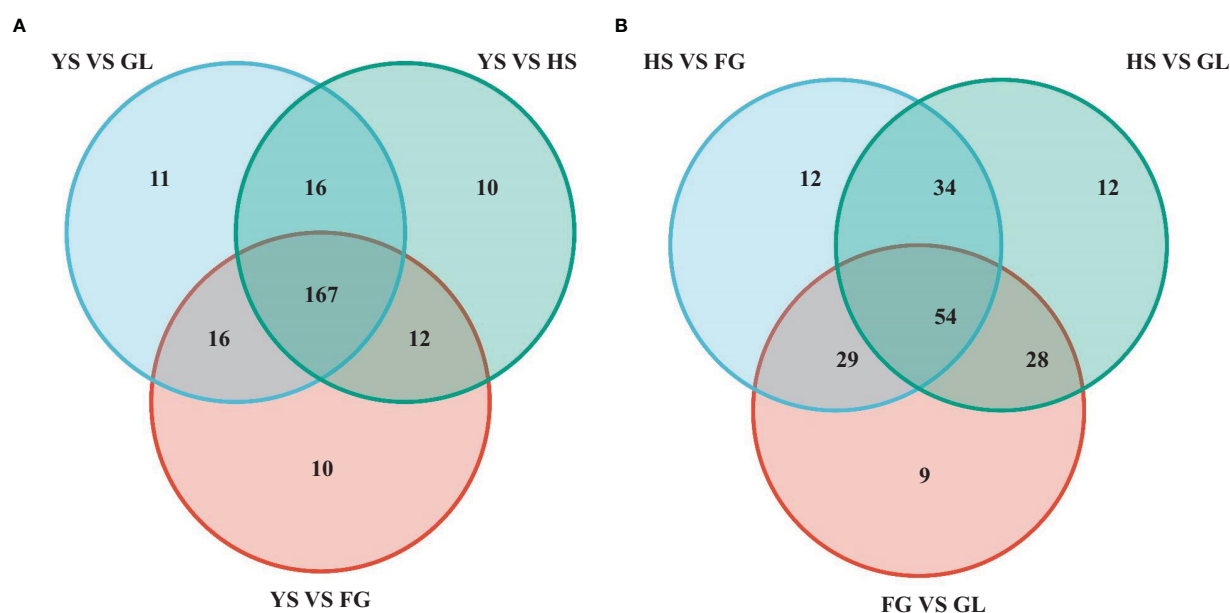 A
B
YS VS GL
YS VS HS
HS VS FG
HS VS GL
11
16
10
12
34
12
167
54
16
12
29
28
10
9
YS VS FG
FG VS GL